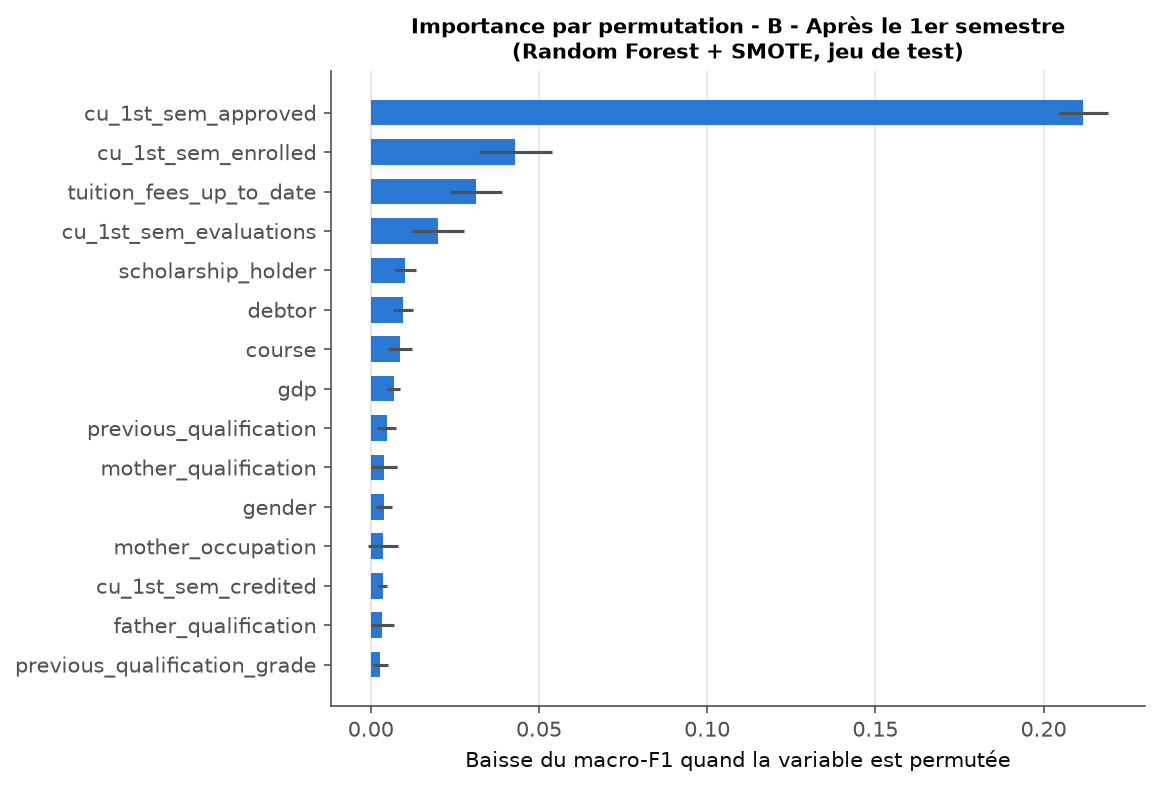 Importance par permutation - B - Après le 1er semestre
(Random Forest + SMOTE, jeu de test)
cu_1st_sem_approved
cu_1st_sem_enrolled
tuition_fees_up_to_date
cu_1st_sem_evaluations
scholarship_holder
debtor
course
gdp
previous_qualification
mother_qualification
gender
mother_occupation
cu_1st_sem_credited
father_qualification
previous_qualification_grade
0.00 0.05 0.10 0.15 0.20
Baisse du macro-F1 quand la variable est permutée